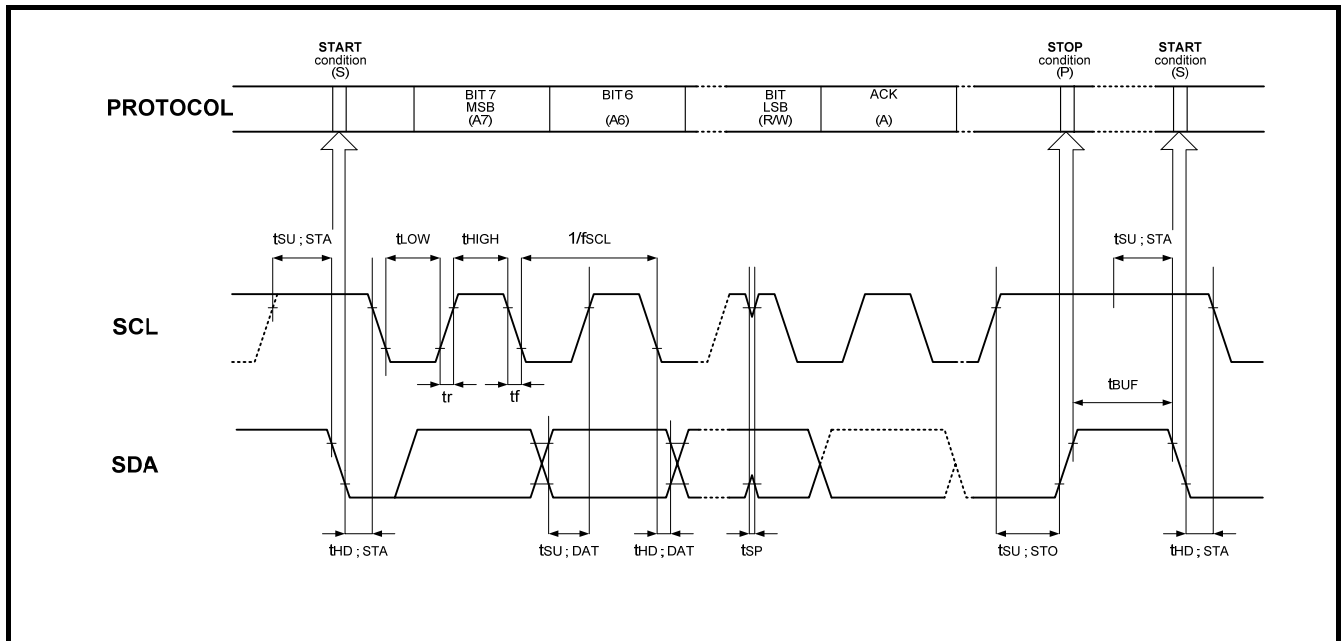 START
condition
(S)
STOP
condition
(P)
START
condition
(S)
PROTOCOL
BIT 7
MSB
(A7)
BIT 6
(A6)
BIT
LSB
(R/W)
ACK
(A)
tSU ; STA
tLOW
tHIGH
1/fSCL
tSU ; STA
SCL
tr
tf
tBUF
SDA
tHD ; STA
tSU ; DAT
tHD ; DAT
tSP
tSU ; STO
tHD ; STA